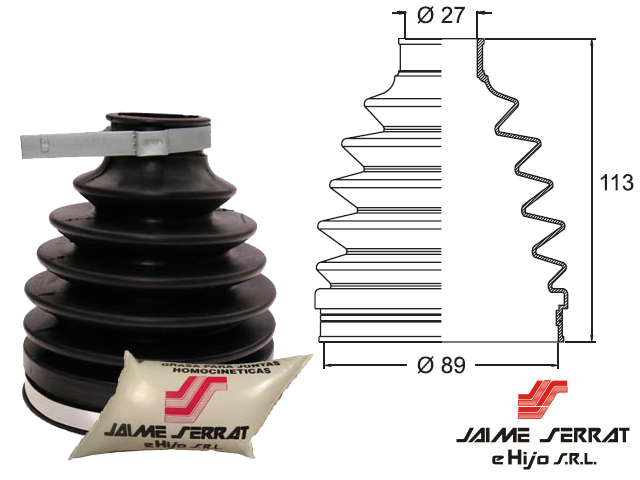 Ø 27
113
Ø 89
GRASA PARA JUNTAS
HOMOCINETICAS
JAIME SERRAT
e Hijo S.R.L.
JAIME SERRAT
e Hijo S.R.L.